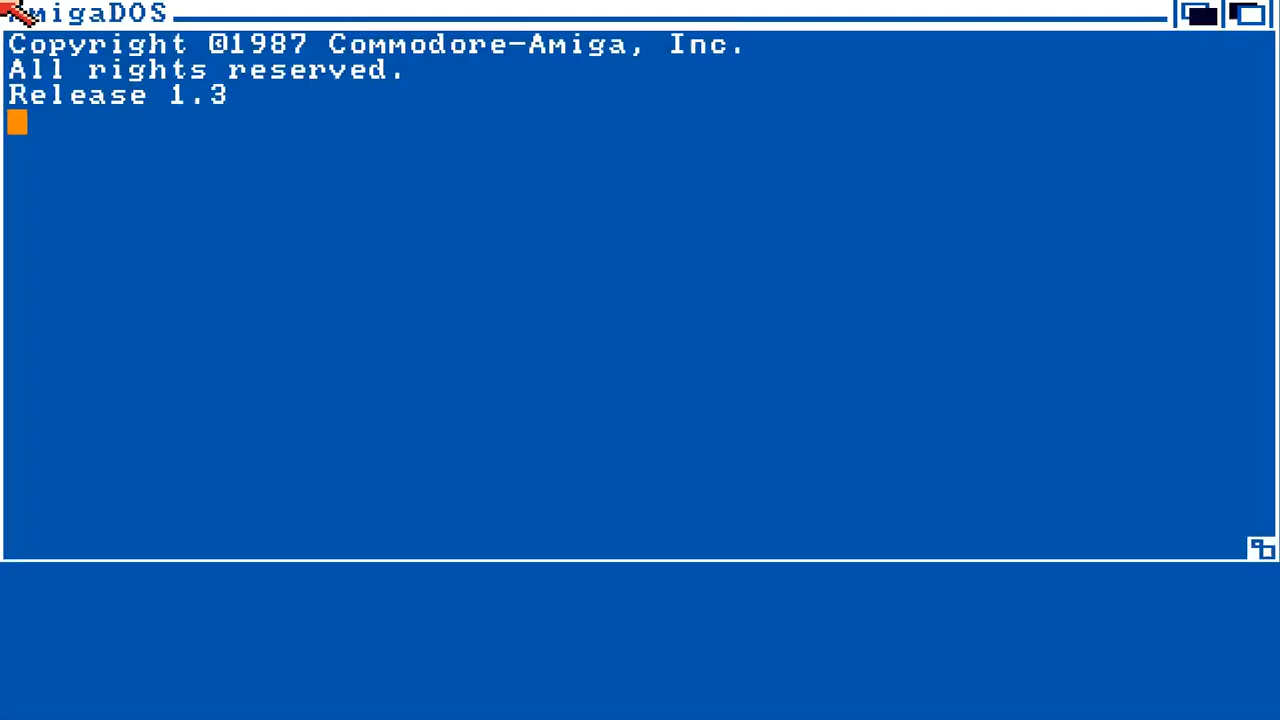 AmigaDOS
Copyright ©1987 Commodore-Amiga, Inc.
All rights reserved.
Release 1.3